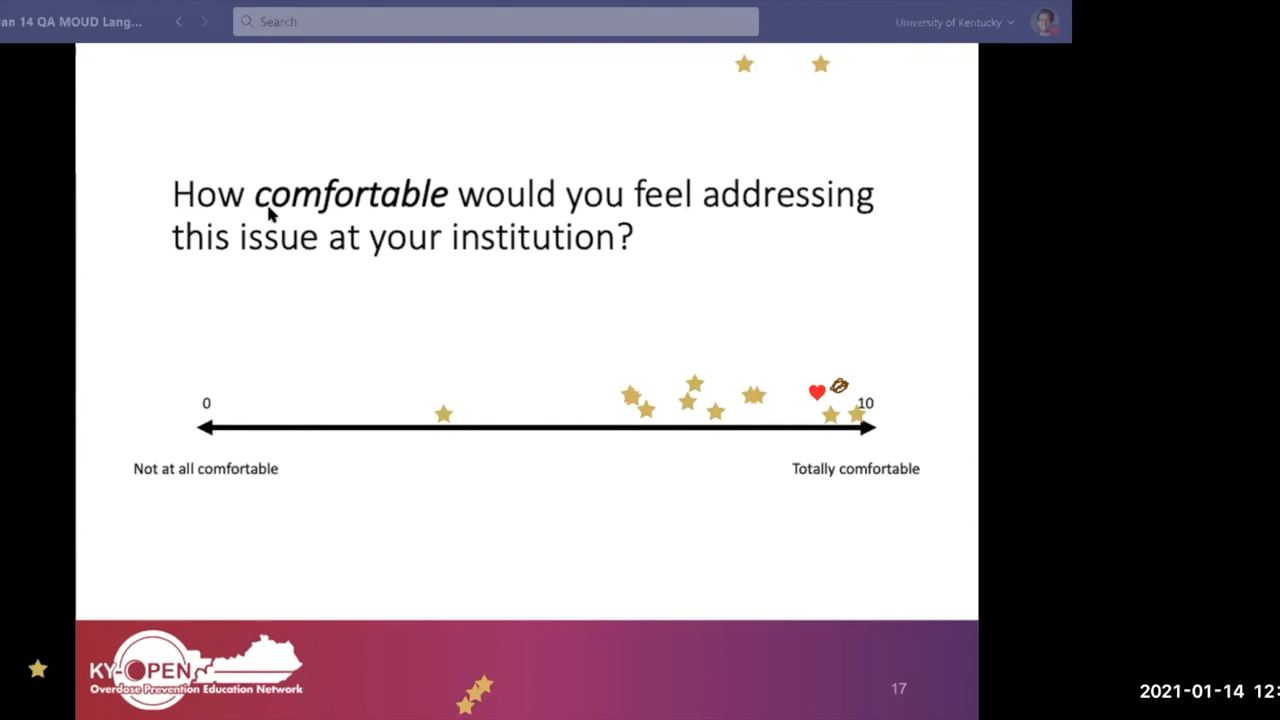 an 14 QA MOUD Lang...
Search
University of Kentucky
How comfortable would you feel addressing
this issue at your institution?
0
10
Not at all comfortable
Totally comfortable
KY-OPEN
Overdose Prevention Education Network
17
2021-01-14 12: